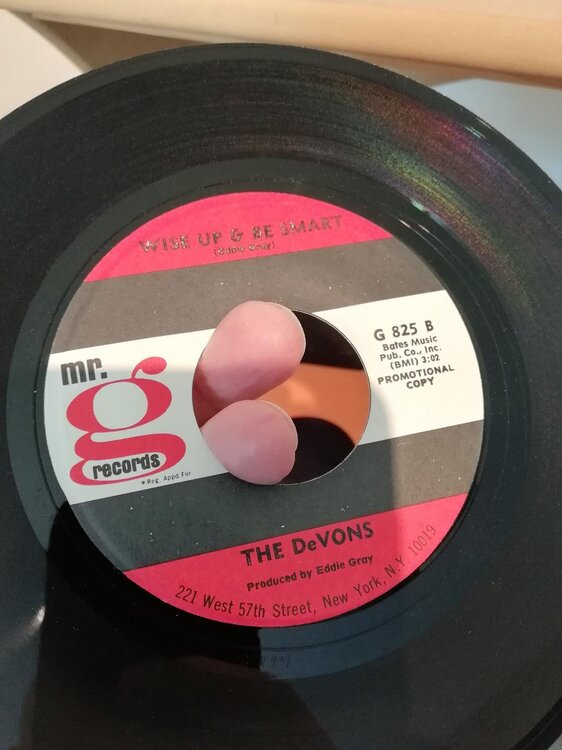 WISE UP & BE SMART
(Eddie Gray)
mr.
g
records
* Reg. Appd For
G 825 B
Bates Music
Pub. Co., Inc.
(BMI) 3:02
PROMOTIONAL
COPY
THE DeVONS
Produced by Eddie Gray
221 West 57th Street, New York, N.Y. 10019